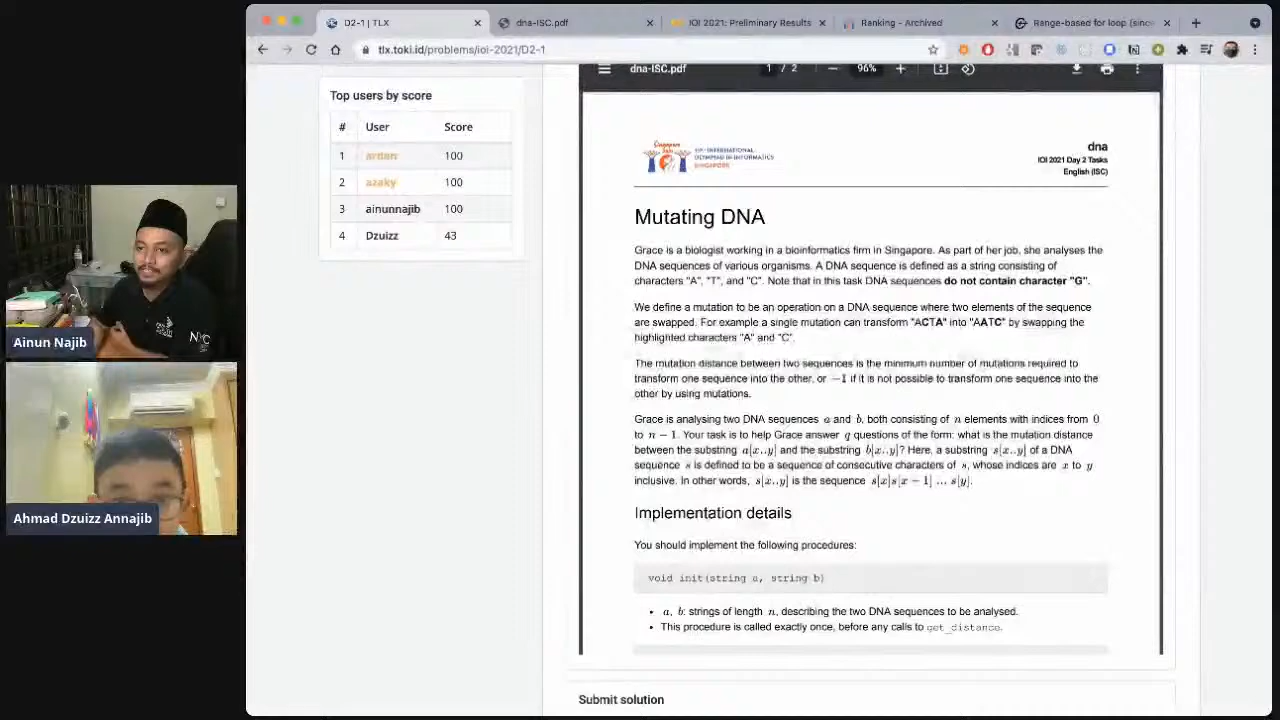 D2-1 | TLX
dna-ISC.pdf
IOI 2021: Preliminary Results
Ranking - Archived
Range-based for loop (since
tlx.toki.id/problems/ioi-2021/D2-1
dna-ISC.pdf
1 / 2
96%
Top users by score
# User Score
1 ardan 100
2 azaky 100
3 ainunnajib 100
4 Dzuizz 43
INTERNATIONAL
OLYMPIAD IN INFORMATICS
SINGAPORE
dna
IOI 2021 Day 2 Tasks
English (ISC)
Mutating DNA
Grace is a biologist working in a bioinformatics firm in Singapore. As part of her job, she analyses the
DNA sequences of various organisms. A DNA sequence is defined as a string consisting of
characters "A", "T", and "C". Note that in this task DNA sequences do not contain character "G".
We define a mutation to be an operation on a DNA sequence where two elements of the sequence
are swapped. For example a single mutation can transform "ACTA" into "AATC" by swapping the
highlighted characters "A" and "C".
The mutation distance between two sequences is the minimum number of mutations required to
transform one sequence into the other, or −1 if it is not possible to transform one sequence into the
other by using mutations.
Grace is analysing two DNA sequences a and b, both consisting of n elements with indices from 0
to n − 1. Your task is to help Grace answer q questions of the form: what is the mutation distance
between the substring a[x..y] and the substring b[x..y]? Here, a substring s[x..y] of a DNA
sequence s is defined to be a sequence of consecutive characters of s, whose indices are x to y
inclusive. In other words, s[x..y] is the sequence s[x]s[x − 1] ... s[y].
Implementation details
You should implement the following procedures:
void init(string a, string b)
• a, b: strings of length n, describing the two DNA sequences to be analysed.
• This procedure is called exactly once, before any calls to get_distance.
Submit solution
NYC
Ainun Najib
Ahmad Dzuizz Annajib